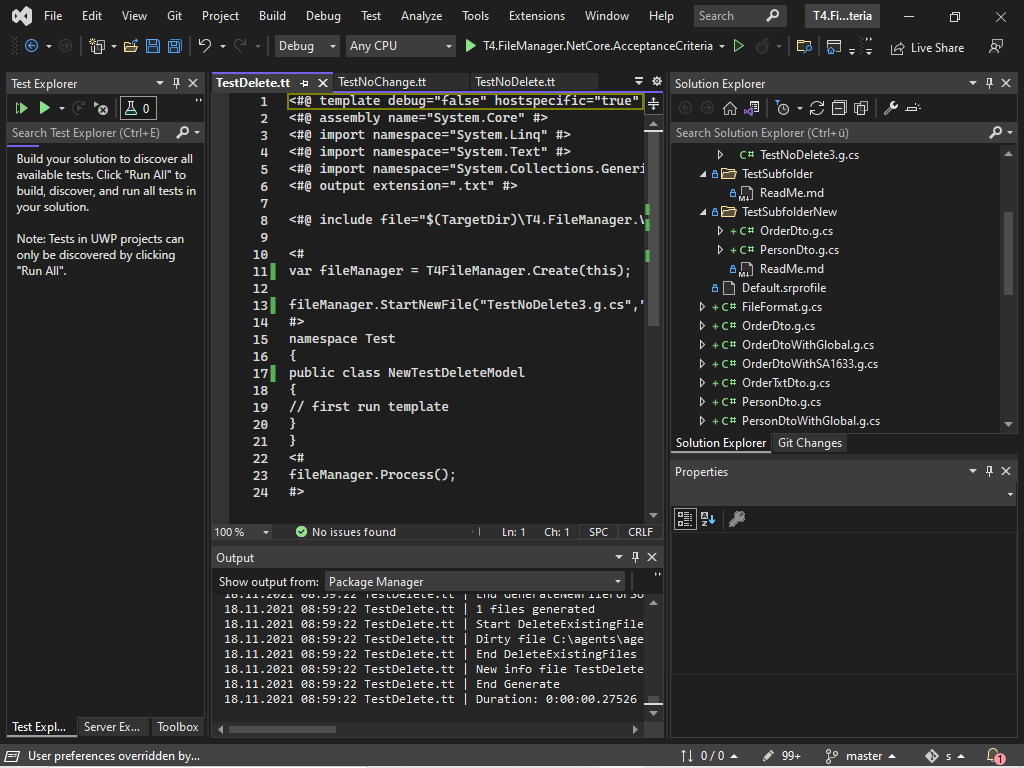 File Edit View Git Project Build Debug Test Analyze Tools Extensions Window Help Search T4.Fi...teria
Debug Any CPU T4.FileManager.NetCore.AcceptanceCriteria Live Share
Test Explorer
0
Search Test Explorer (Ctrl+E)
Build your solution to discover all
available tests. Click "Run All" to
build, discover, and run all tests in
your solution.
Note: Tests in UWP projects can
only be discovered by clicking
"Run All".
Test Expl... Server Ex... Toolbox
TestDelete.tt TestNoChange.tt TestNoDelete.tt
1 <#@ template debug="false" hostspecific="true"
2 <#@ assembly name="System.Core" #>
3 <#@ import namespace="System.Linq" #>
4 <#@ import namespace="System.Text" #>
5 <#@ import namespace="System.Collections.Generi
6 <#@ output extension=".txt" #>
7
8 <#@ include file="$(TargetDir)\T4.FileManager.\
9
10 <#
11 var fileManager = T4FileManager.Create(this);
12
13 fileManager.StartNewFile("TestNoDelete3.g.cs","
14 #>
15 namespace Test
16 {
17 public class NewTestDeleteModel
18 {
19 // first run template
20 }
21 }
22 <#
23 fileManager.Process();
24 #>
100 % No issues found Ln: 1 Ch: 1 SPC CRLF
Output
Show output from: Package Manager
18.11.2021 08:59:22 TestDelete.tt | End GenerateNewFileForSo
18.11.2021 08:59:22 TestDelete.tt | 1 files generated
18.11.2021 08:59:22 TestDelete.tt | Start DeleteExistingFile
18.11.2021 08:59:22 TestDelete.tt | Dirty file C:\agents\age
18.11.2021 08:59:22 TestDelete.tt | End DeleteExistingFiles
18.11.2021 08:59:22 TestDelete.tt | New info file TestDelete
18.11.2021 08:59:22 TestDelete.tt | End Generate
18.11.2021 08:59:22 TestDelete.tt | Duration: 0:00:00.27526
Solution Explorer
Search Solution Explorer (Ctrl+ü)
C# TestNoDelete3.g.cs
TestSubfolder
ReadMe.md
TestSubfolderNew
+ C# OrderDto.g.cs
+ C# PersonDto.g.cs
ReadMe.md
Default.srprofile
+ C# FileFormat.g.cs
+ C# OrderDto.g.cs
+ C# OrderDtoWithGlobal.g.cs
+ C# OrderDtoWithSA1633.g.cs
+ C# OrderTxtDto.g.cs
+ C# PersonDto.g.cs
+ C# PersonDtoWithGlobal.g.cs
Solution Explorer Git Changes
Properties
User preferences overridden by... 0 / 0 99+ master s 1